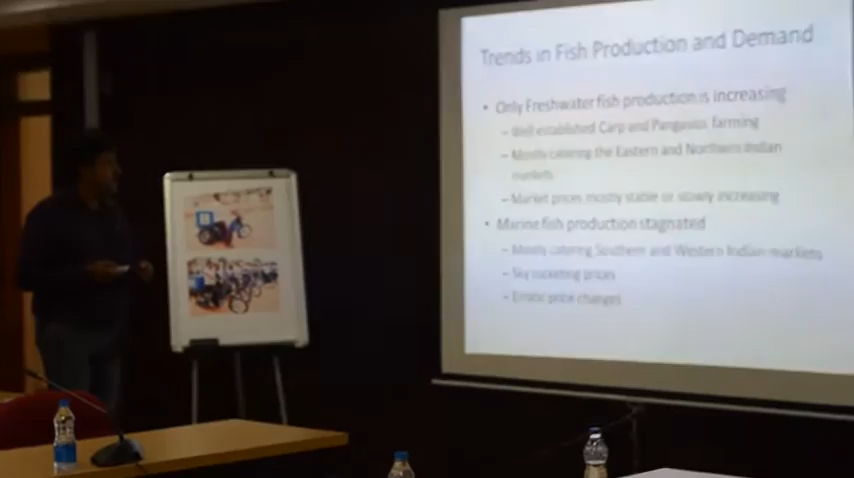 Trends in Fish Production and Demand
• Only Freshwater fish production is increasing
– Well established Carp and Pangasius farming
– Mostly catering the Eastern and Northern Indian
markets
– Market prices mostly stable or slowly increasing
• Marine fish production stagnated
– Mostly catering Southern and Western Indian markets
– Sky rocketing prices
– Erratic price changes